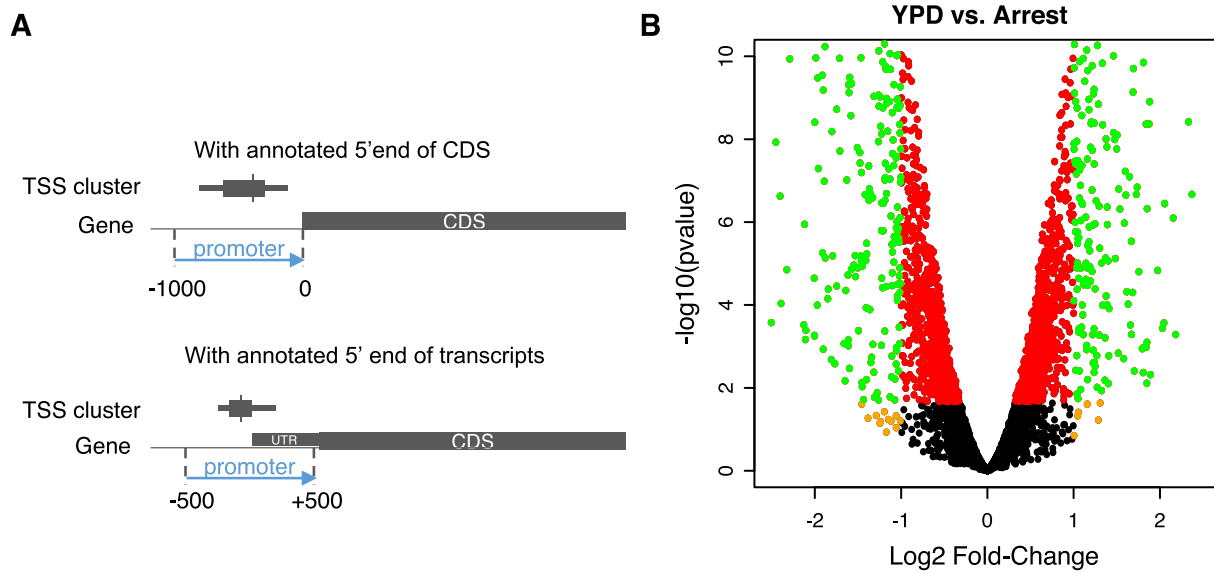 A
With annotated 5'end of CDS
TSS cluster
Gene
CDS
promoter
-1000
0
With annotated 5’ end of transcripts
TSS cluster
Gene
UTR
CDS
promoter
-500
+500
B
YPD vs. Arrest
-log10(pvalue)
10
8
6
4
2
0
-2
-1
0
1
2
Log2 Fold-Change